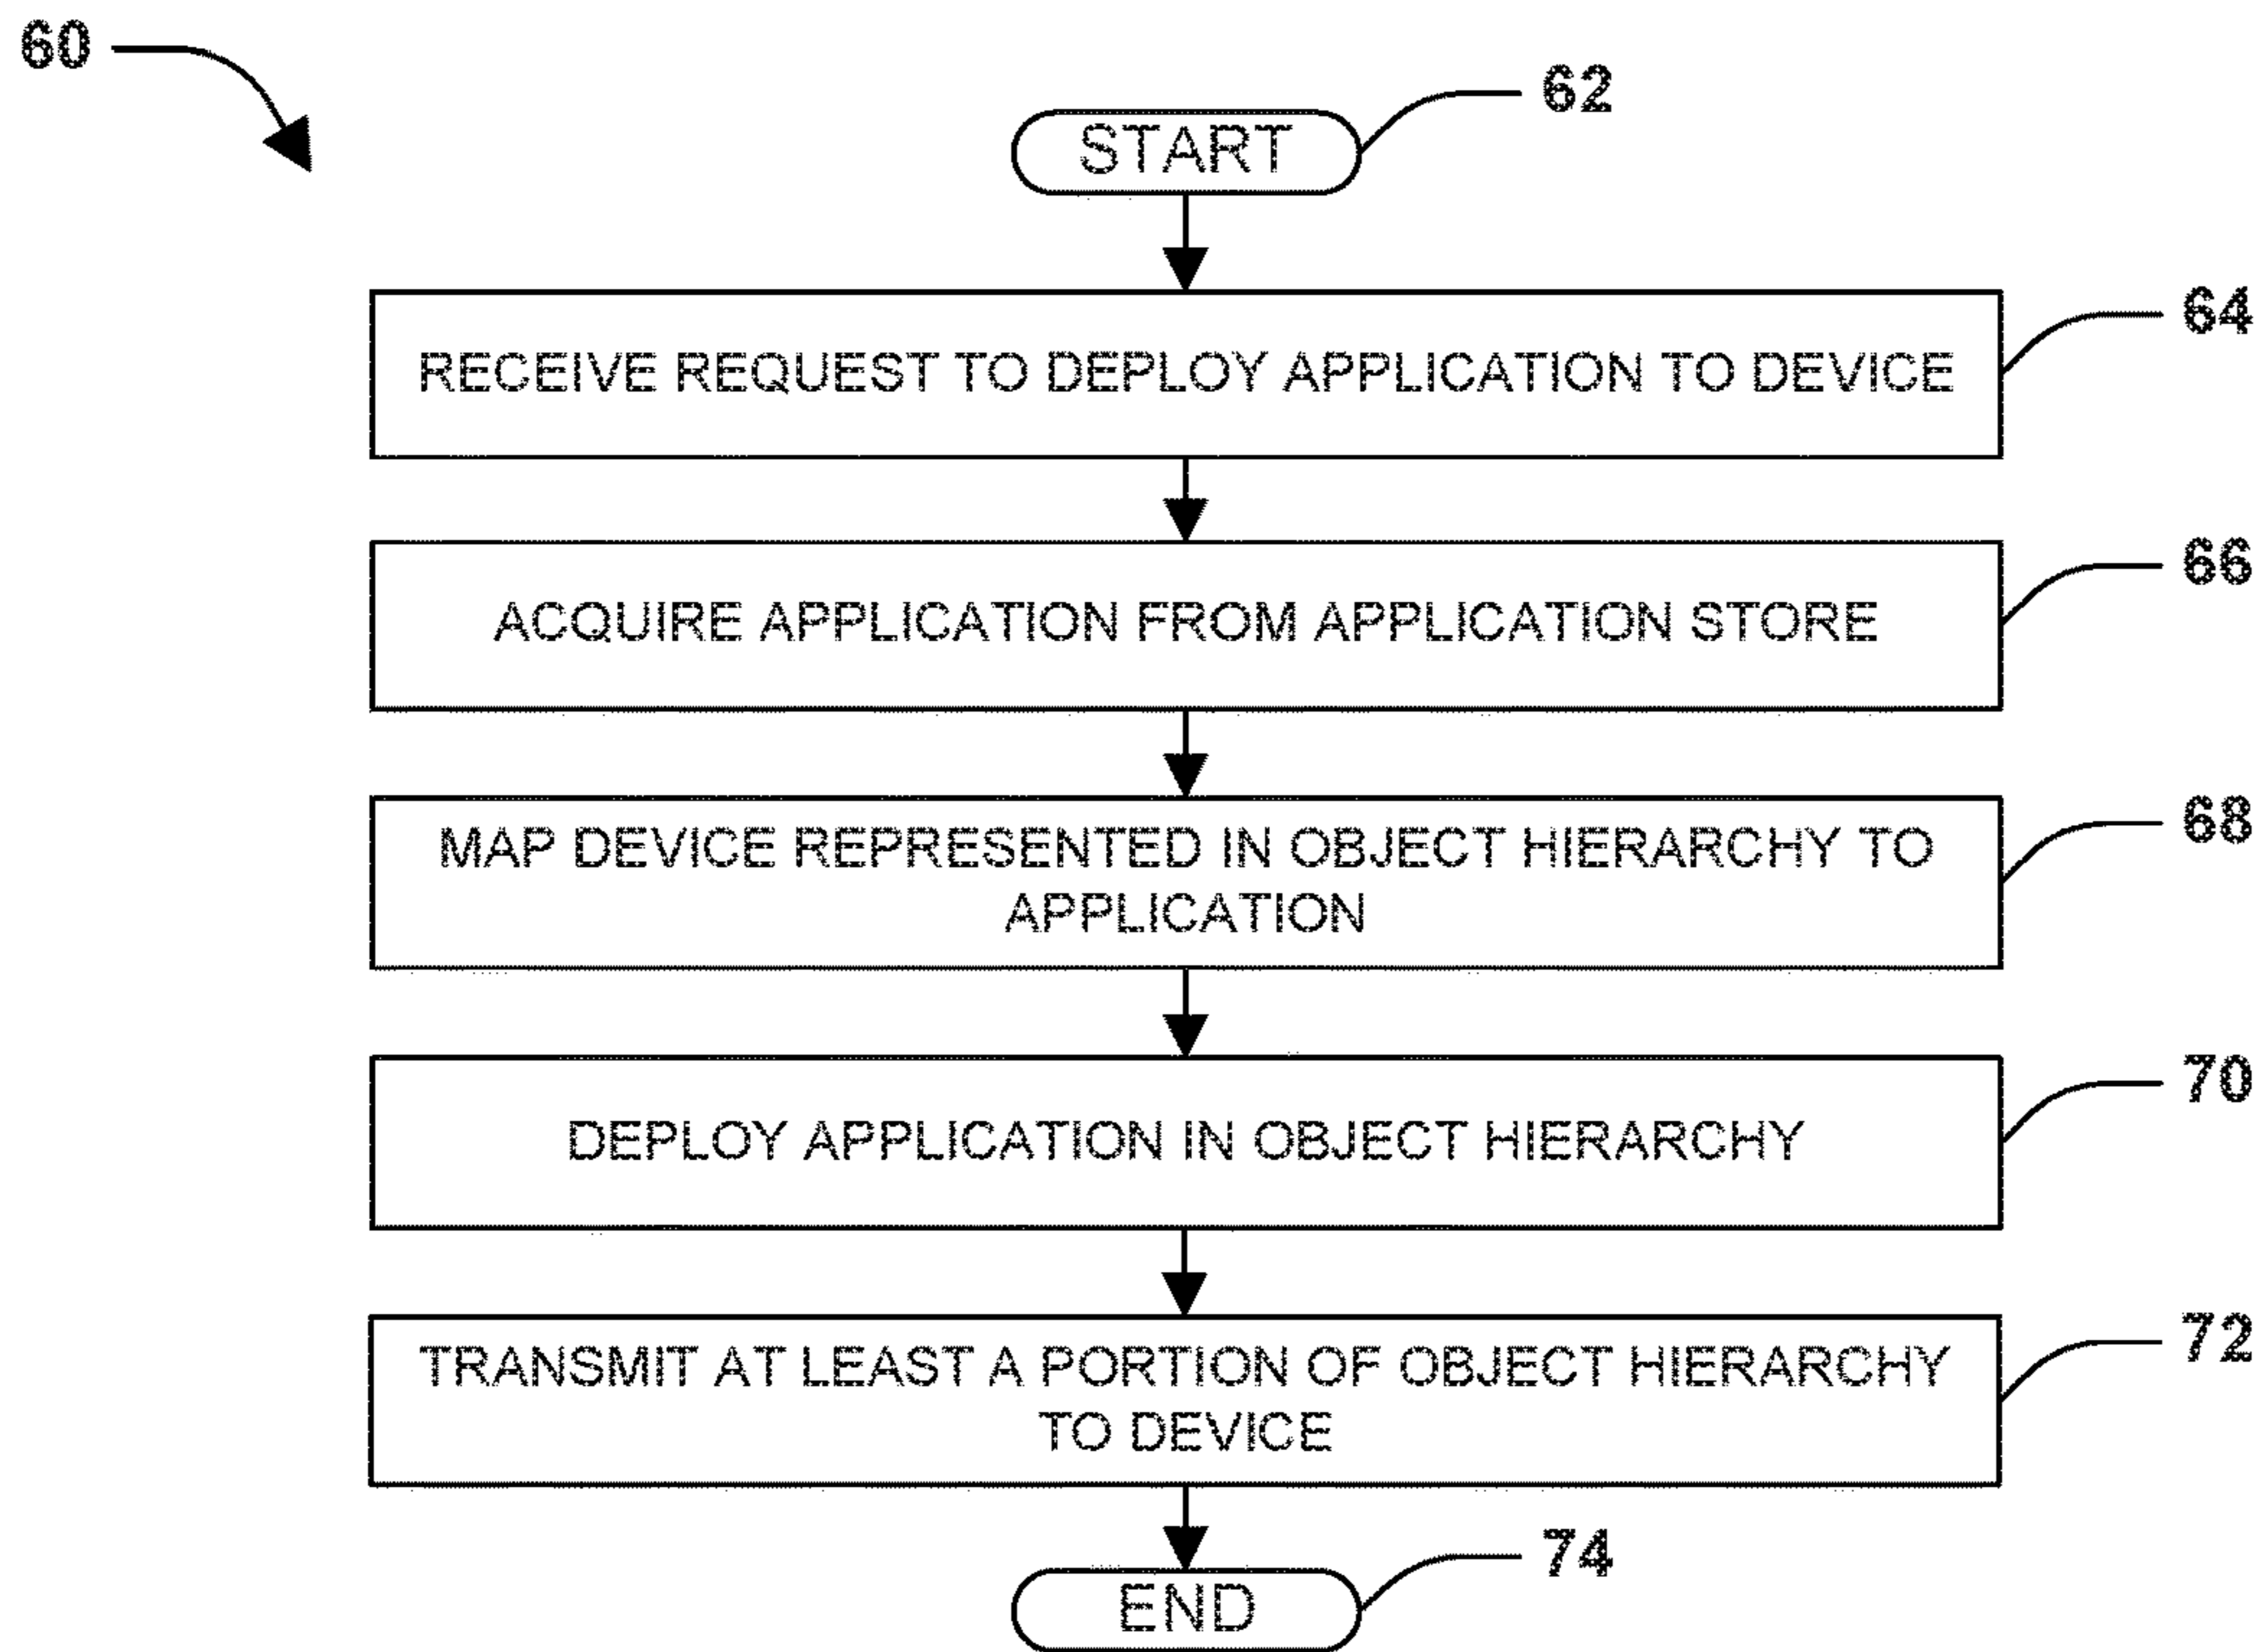 60
START
62
RECEIVE REQUEST TO DEPLOY APPLICATION TO DEVICE
64
ACQUIRE APPLICATION FROM APPLICATION STORE
66
MAP DEVICE REPRESENTED IN OBJECT HIERARCHY TO
APPLICATION
68
DEPLOY APPLICATION IN OBJECT HIERARCHY
70
TRANSMIT AT LEAST A PORTION OF OBJECT HIERARCHY
TO DEVICE
72
END
74